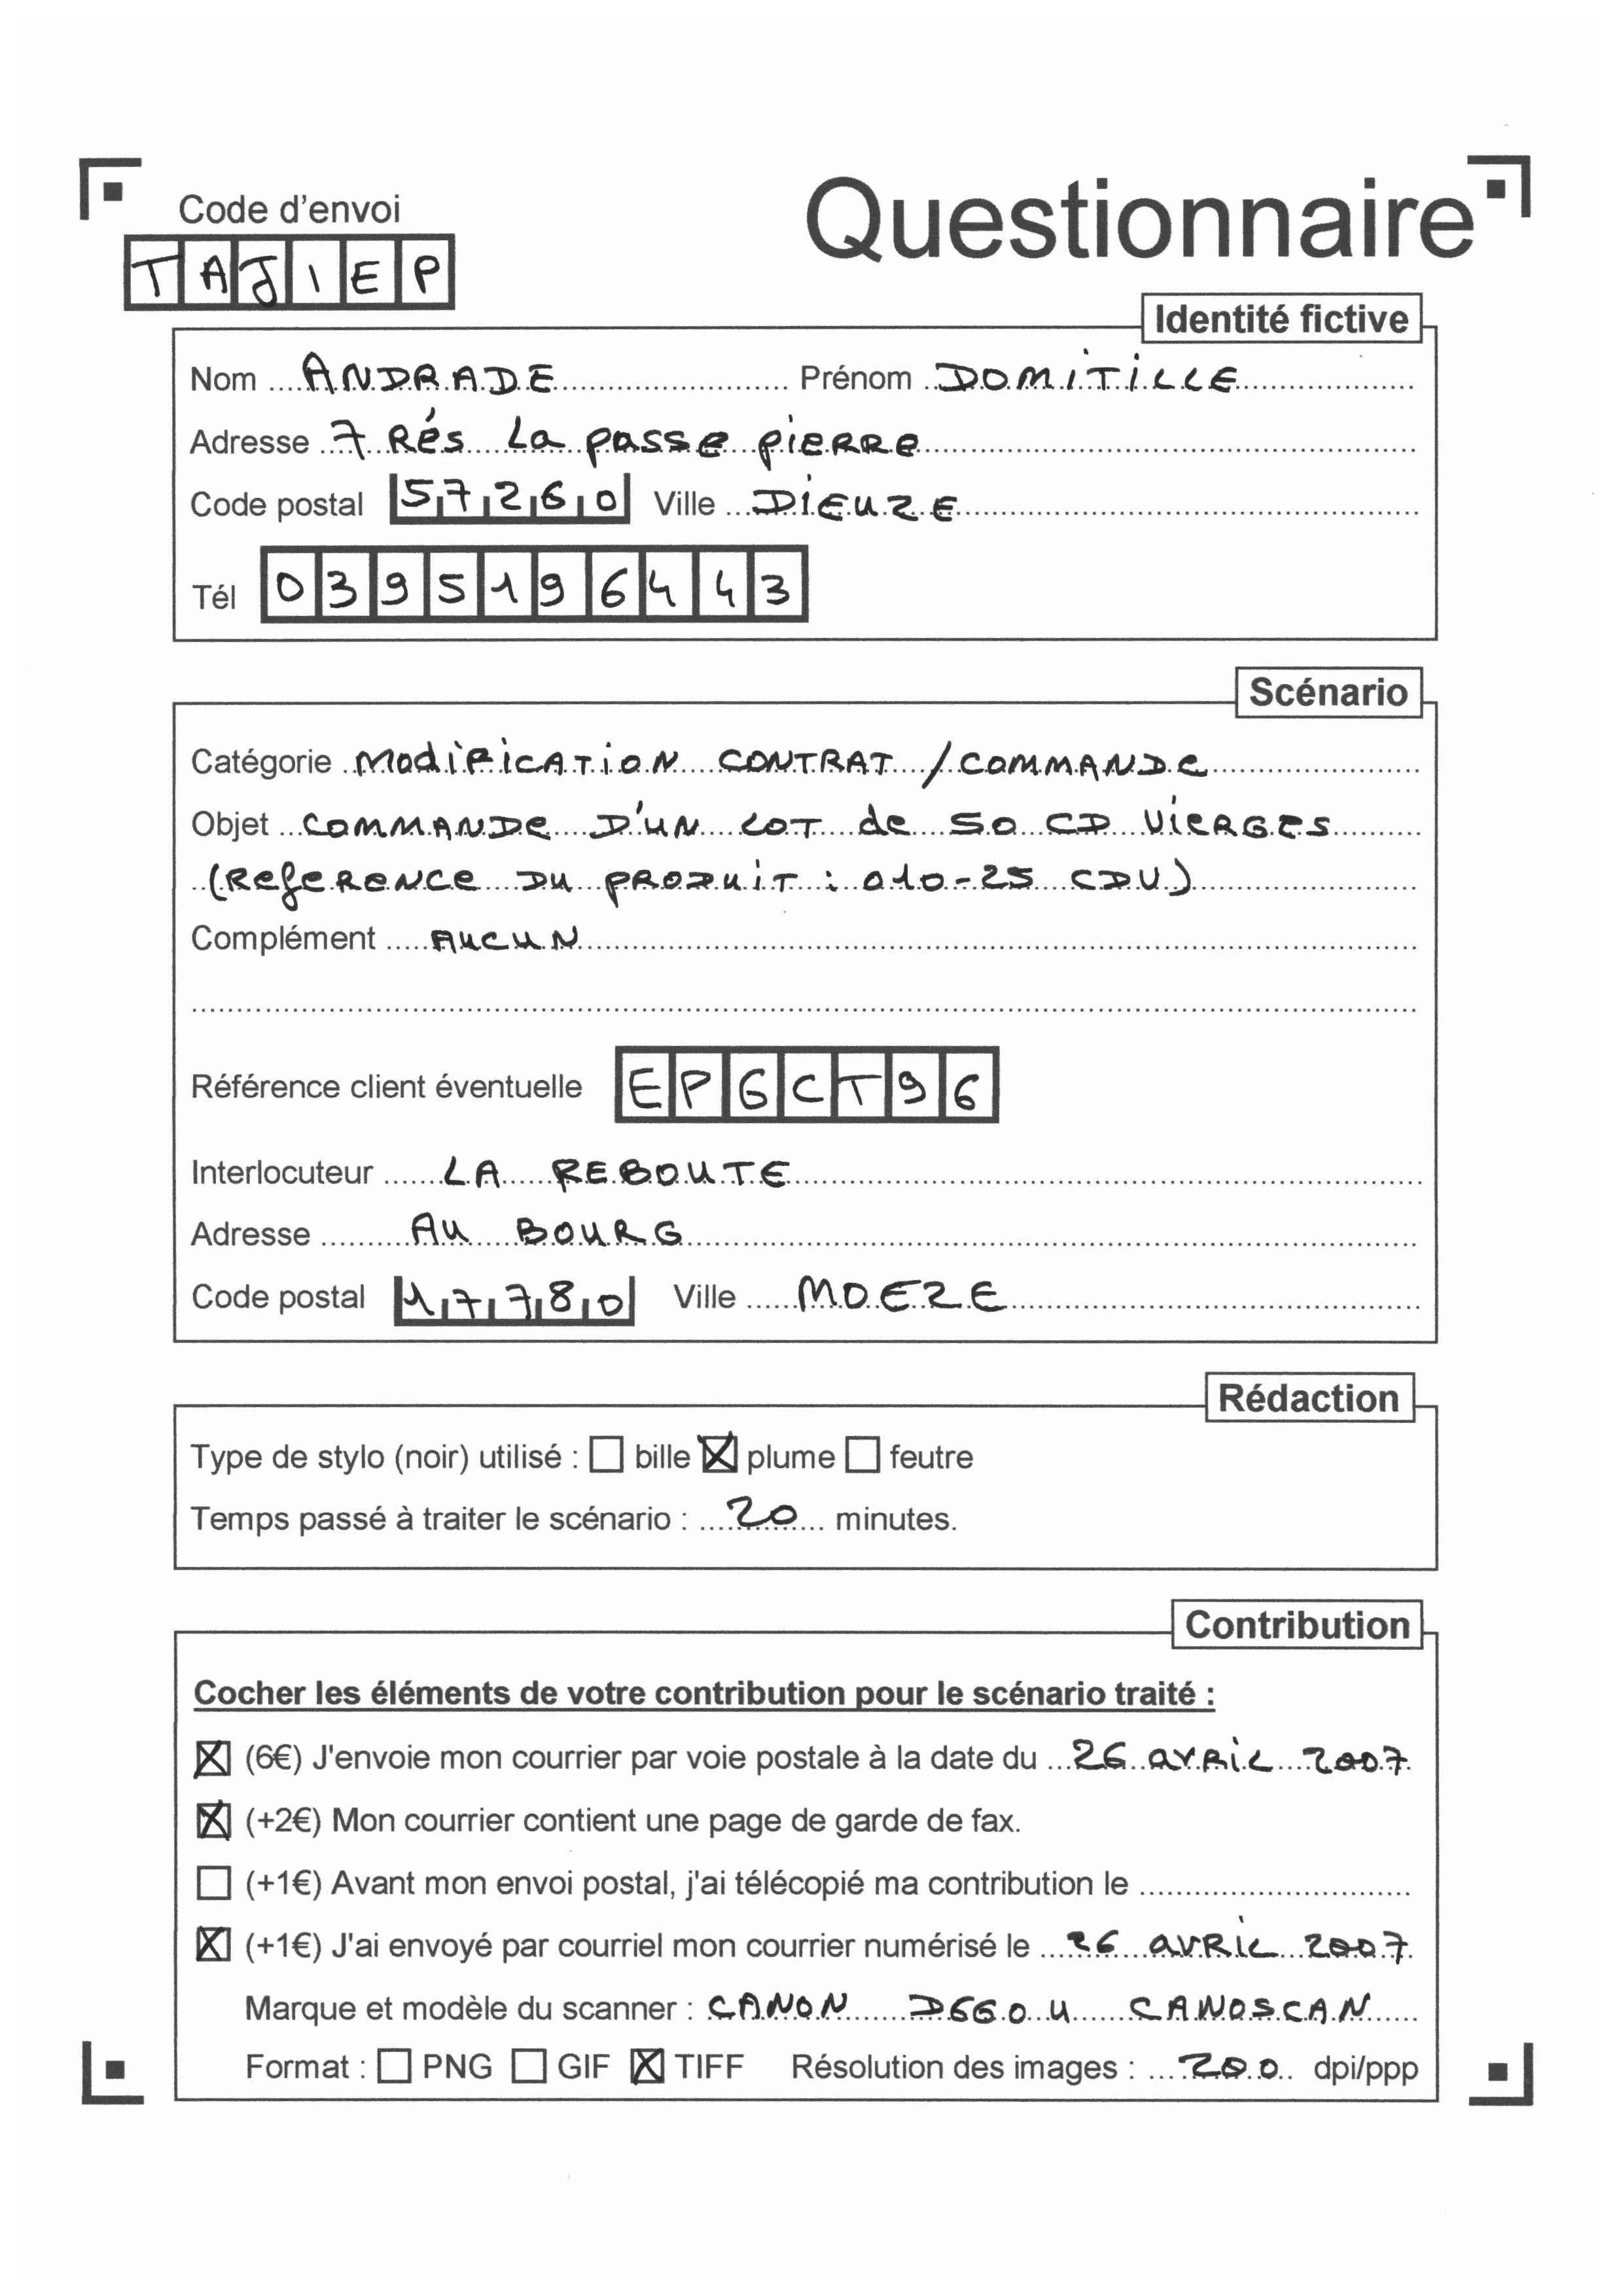 Code d'envoi
Questionnaire
TAJIEP
Identité fictive
Nom ANDRADE Prénom DOMITILLE
Adresse 7 Rés La passe pierre
Code postal 57260 Ville DIEUZE
Tél 0395196443
Scénario
Catégorie Modification CONTRAT / COMMANDE
Objet COMMANDE D'UN LOT de 50 CD VIERGES
(Reference DU PRODUIT : 010-25 CDU)
Complément AUCUN
Référence client éventuelle EPGCT96
Interlocuteur LA REBOUTE
Adresse AU BOURG
Code postal 17780 Ville MOEZE
Rédaction
Type de stylo (noir) utilisé : ☐ bille ☒ plume ☐ feutre
Temps passé à traiter le scénario : 20 minutes.
Contribution
Cocher les éléments de votre contribution pour le scénario traité :
☒ (6€) J'envoie mon courrier par voie postale à la date du 26 avril 2007
☒ (+2€) Mon courrier contient une page de garde de fax.
☐ (+1€) Avant mon envoi postal, j'ai télécopié ma contribution le
☒ (+1€) J'ai envoyé par courriel mon courrier numérisé le 26 avril 2007
Marque et modèle du scanner : CANON D660U CANOSCAN
Format : ☐ PNG ☐ GIF ☒ TIFF Résolution des images : 200 dpi/ppp